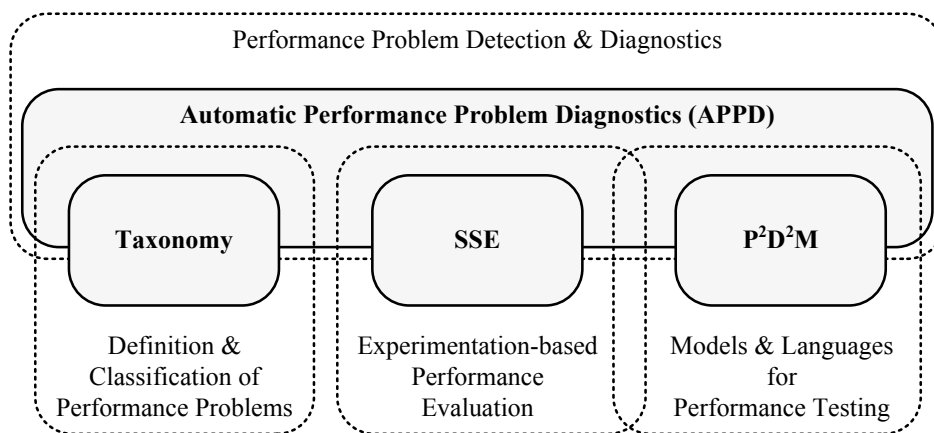 Performance Problem Detection & Diagnostics
Automatic Performance Problem Diagnostics (APPD)
Taxonomy
SSE
P²D²M
Definition &
Classification of
Performance Problems
Experimentation-based
Performance
Evaluation
Models & Languages
for
Performance Testing